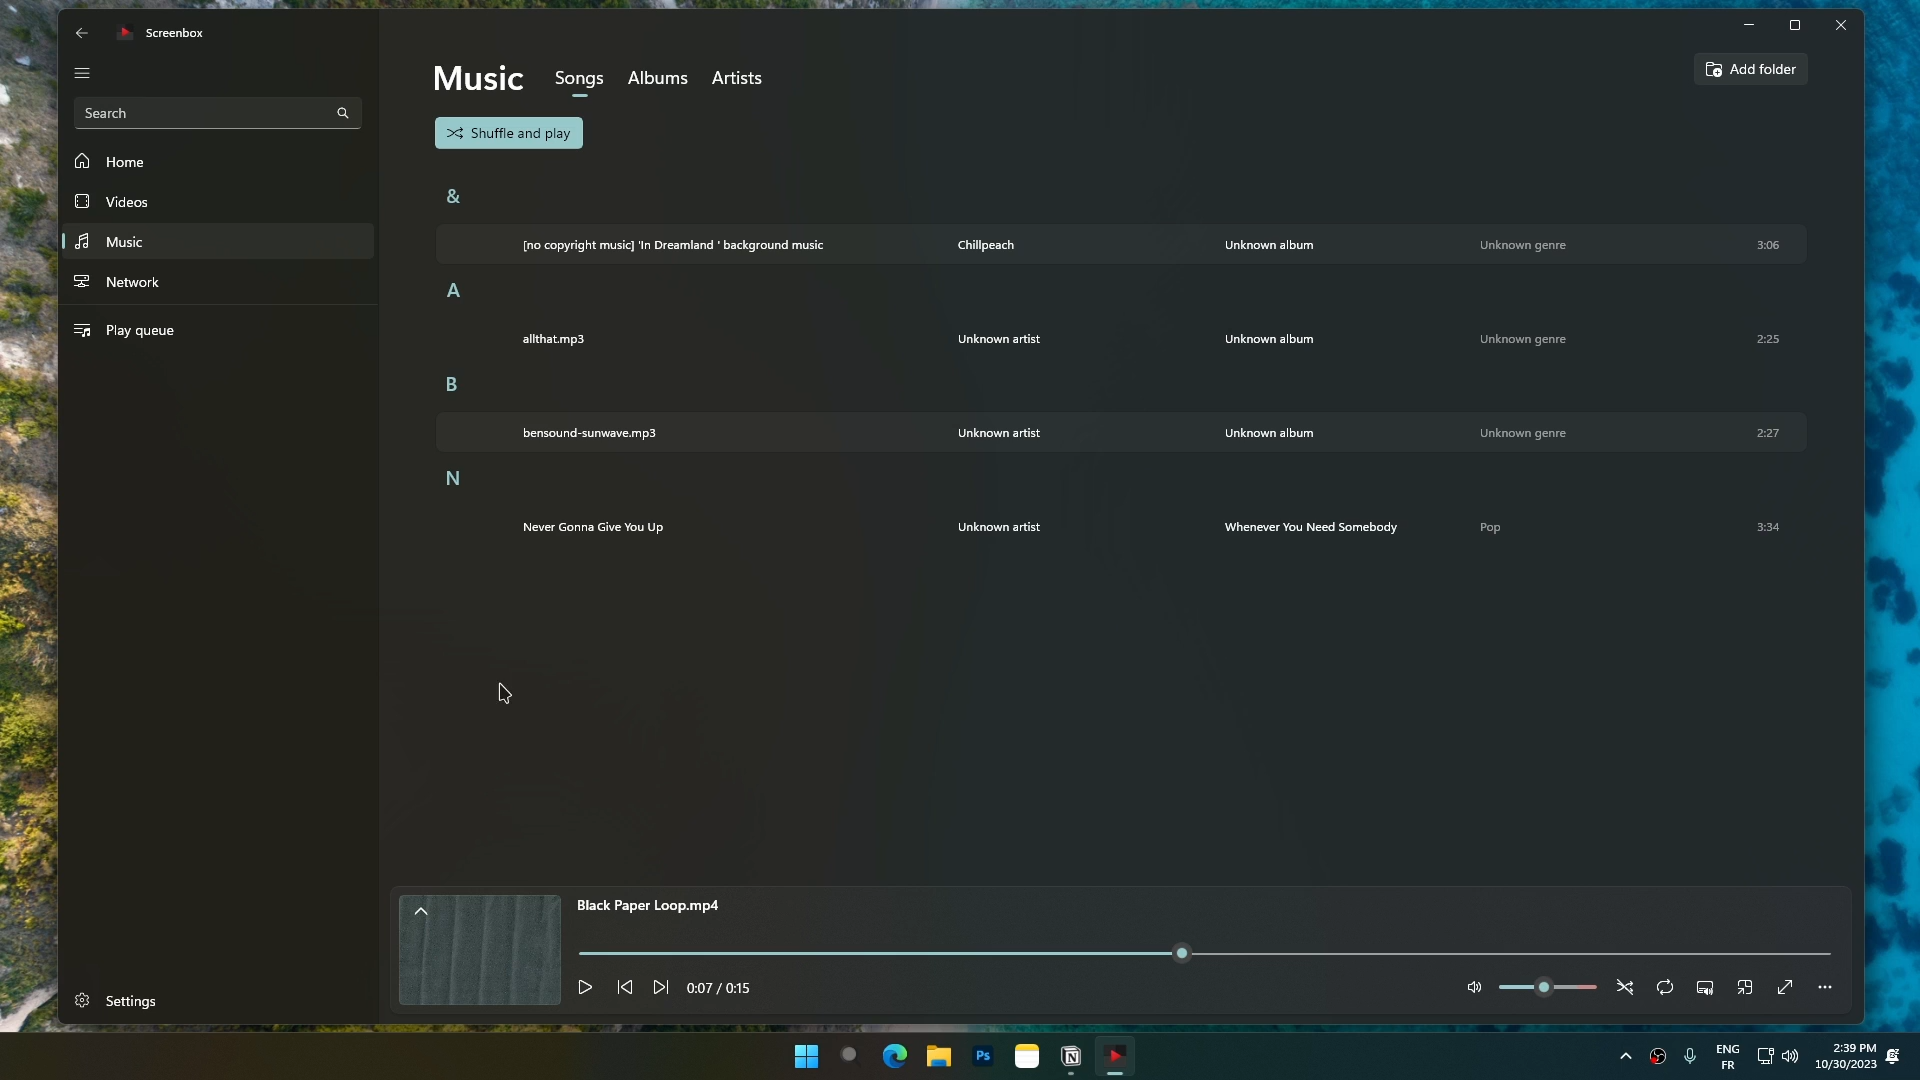 Screenbox
Search
Home
Videos
Music
Network
Play queue
Settings
Music Songs Albums Artists
Add folder
Shuffle and play
&
[no copyright music] 'In Dreamland ' background music Chillpeach Unknown album Unknown genre 3:06
A
allthat.mp3 Unknown artist Unknown album Unknown genre 2:25
B
bensound-sunwave.mp3 Unknown artist Unknown album Unknown genre 2:27
N
Never Gonna Give You Up Unknown artist Whenever You Need Somebody Pop 3:34
Black Paper Loop.mp4
0:07 / 0:15
Ps
N
ENG
FR
2:39 PM
10/30/2023